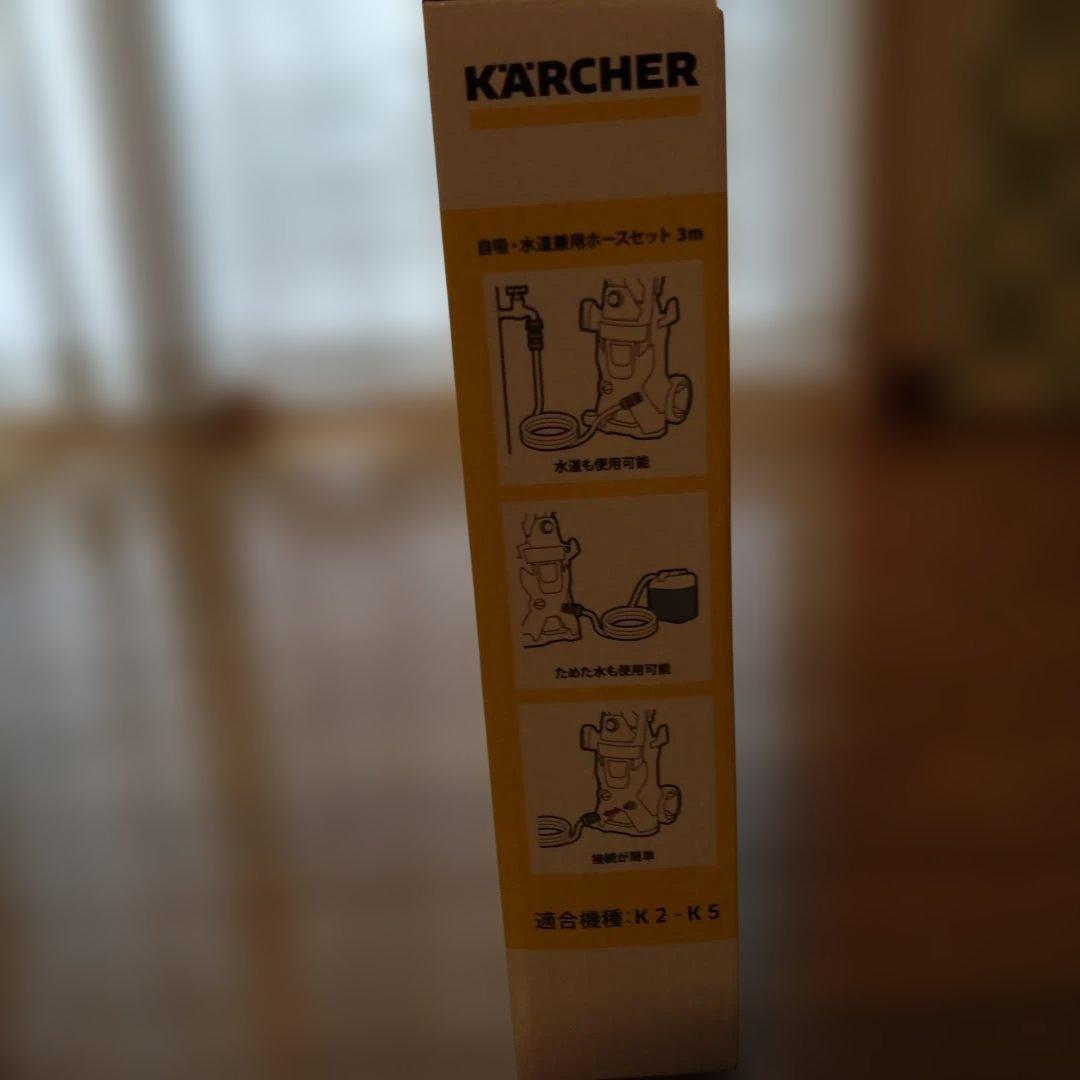 KÄRCHER
自吸・水道兼用ホースセット 3m
水道も使用可能
ためた水も使用可能
接続が簡単
適合機種:K 2 - K 5